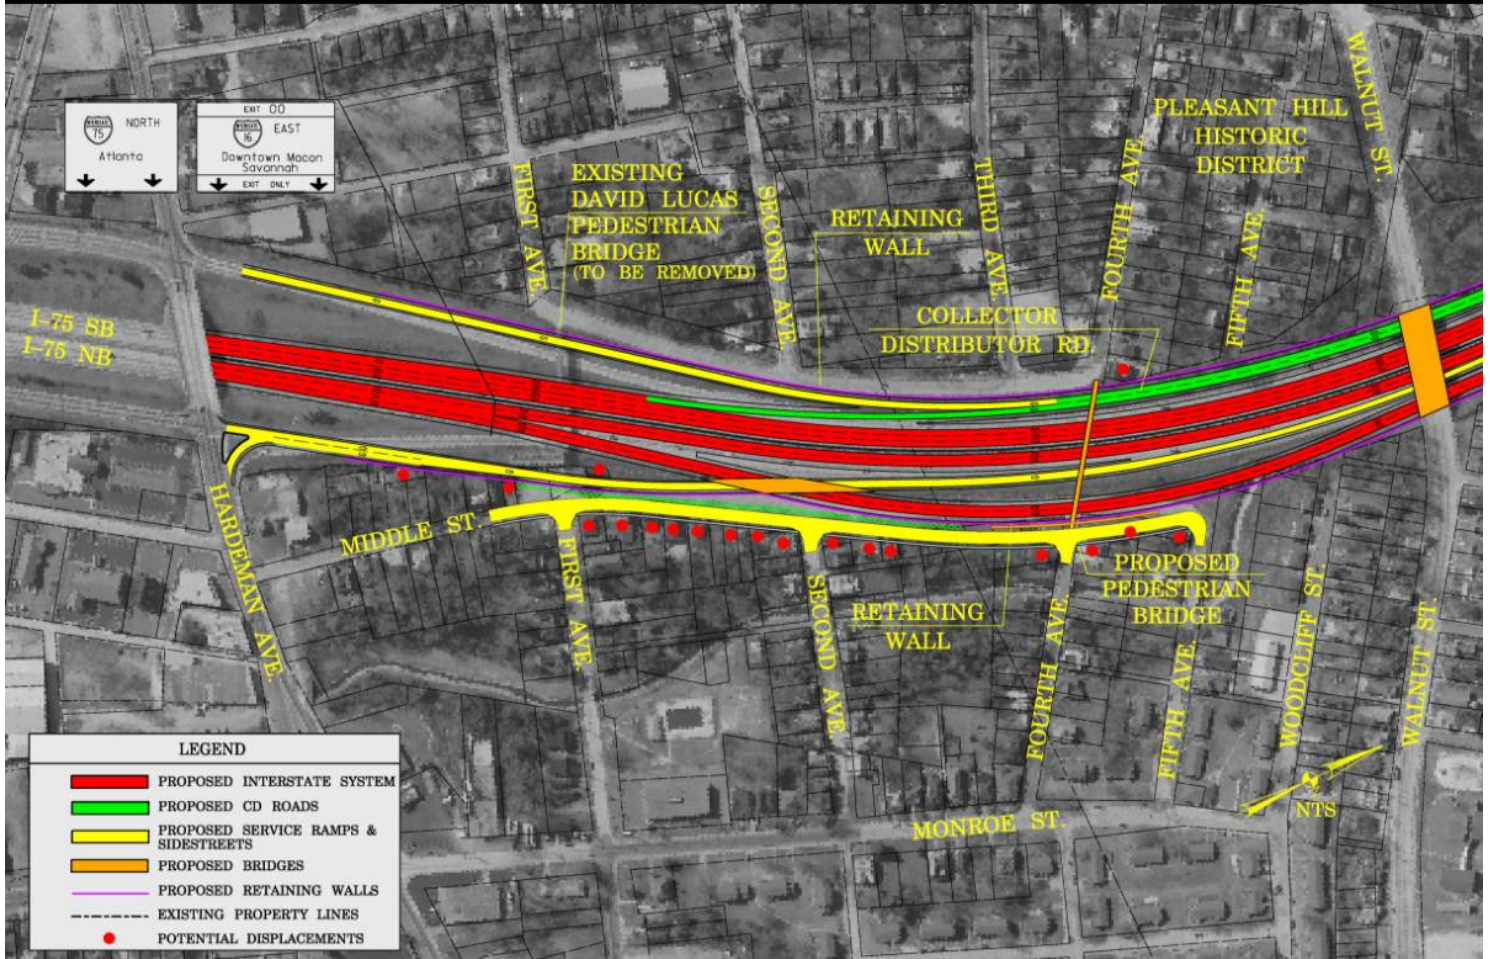 EXIT 00
NORTH
75
Atlanta
EAST
16
Downtown Macon
Savannah
EXIT ONLY
WALNUT ST.
PLEASANT HILL
HISTORIC
DISTRICT
FIRST AVE.
EXISTING
DAVID LUCAS
PEDESTRIAN
BRIDGE
(TO BE REMOVED)
SECOND AVE.
RETAINING
WALL
THIRD AVE.
FOURTH AVE.
FIFTH AVE.
COLLECTOR
DISTRIBUTOR RD.
I-75 SB
I-75 NB
HARDEMAN AVE.
MIDDLE ST.
FIRST AVE.
SECOND AVE.
RETAINING
WALL
FOURTH AVE.
PROPOSED
PEDESTRIAN
BRIDGE
FIFTH AVE.
WOODCLIFF ST.
WALNUT ST.
MONROE ST.
NTS
LEGEND
PROPOSED INTERSTATE SYSTEM
PROPOSED CD ROADS
PROPOSED SERVICE RAMPS &
SIDESTREETS
PROPOSED BRIDGES
PROPOSED RETAINING WALLS
EXISTING PROPERTY LINES
POTENTIAL DISPLACEMENTS